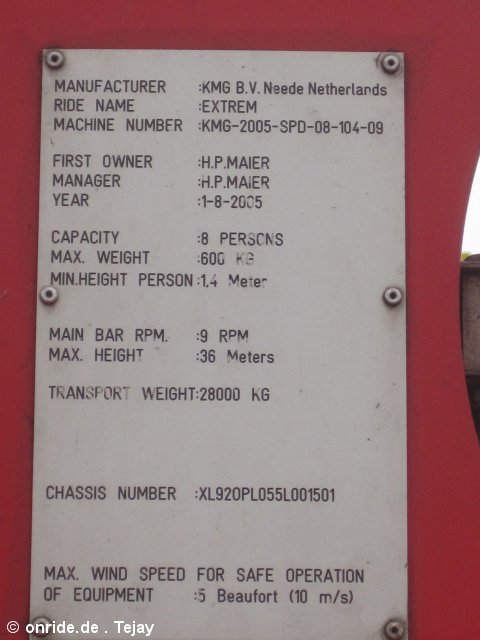 MANUFACTURER :KMG B.V. Neede Netherlands
RIDE NAME :EXTREM
MACHINE NUMBER :KMG-2005-SPD-08-104-09
FIRST OWNER :H.P.MAIER
MANAGER :H.P.MAIER
YEAR :1-8-2005
CAPACITY :8 PERSONS
MAX. WEIGHT :600 KG
MIN.HEIGHT PERSON:1,4 Meter
MAIN BAR RPM. :9 RPM
MAX. HEIGHT :36 Meters
TRANSPORT WEIGHT:28000 KG
CHASSIS NUMBER :XL920PL055L001501
MAX. WIND SPEED FOR SAFE OPERATION
OF EQUIPMENT :5 Beaufort (10 m/s)
© onride.de . Tejay